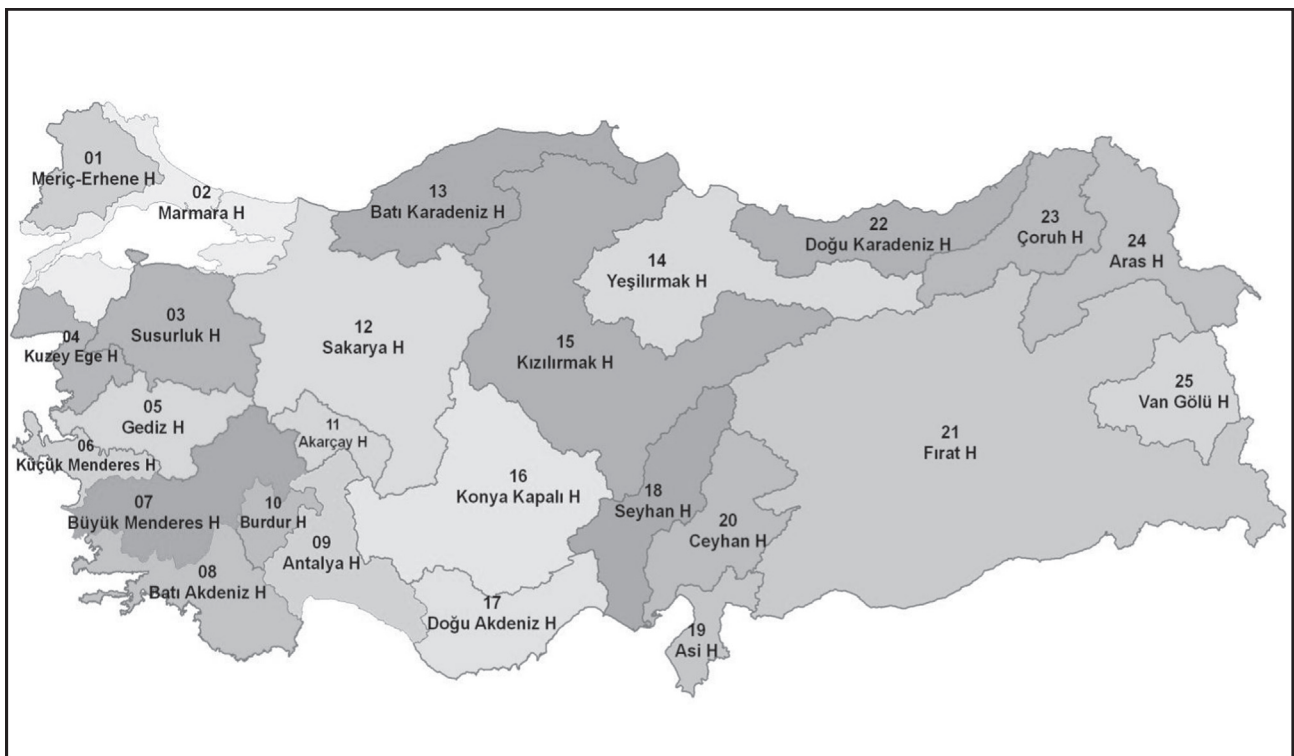 01
Meriç-Erhene H
02
Marmara H
03
Susurluk H
04
Kuzey Ege H
05
Gediz H
06
Küçük Menderes H
07
Büyük Menderes H
08
Batı Akdeniz H
09
Antalya H
10
Burdur H
11
Akarçay H
12
Sakarya H
13
Batı Karadeniz H
14
Yeşilırmak H
15
Kızılırmak H
16
Konya Kapalı H
17
Doğu Akdeniz H
18
Seyhan H
19
Asi H
20
Ceyhan H
21
Fırat H
22
Doğu Karadeniz H
23
Çoruh H
24
Aras H
25
Van Gölü H